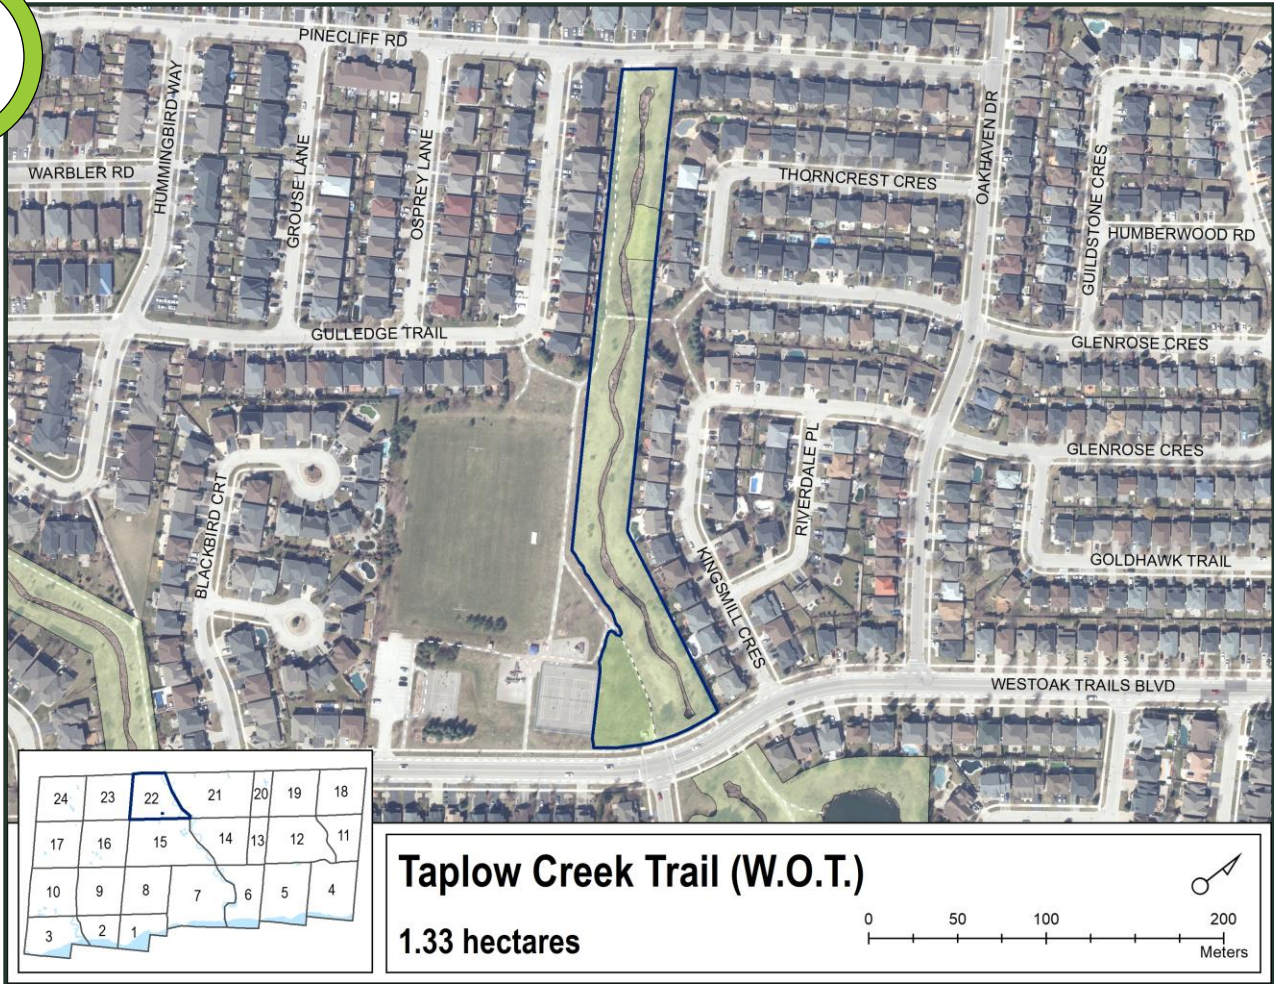 PINECLIFF RD
HUMMINGBIRD WAY
WARBLER RD
GROUSE LANE
OSPREY LANE
OAKHAVEN DR
THORNCREST CRES
GUILDSTONE CRES
HUMBERWOOD RD
GULLEDGE TRAIL
GLENROSE CRES
GLENROSE CRES
BLACKBIRD CRT
RIVERDALE PL
KINGSMILL CRES
GOLDHAWK TRAIL
WESTOAK TRAILS BLVD
24 23 22 21 20 19 18
17 16 15 14 13 12 11
10 9 8 7 6 5 4
3 2 1
Taplow Creek Trail (W.O.T.)
1.33 hectares
0 50 100 200
Meters